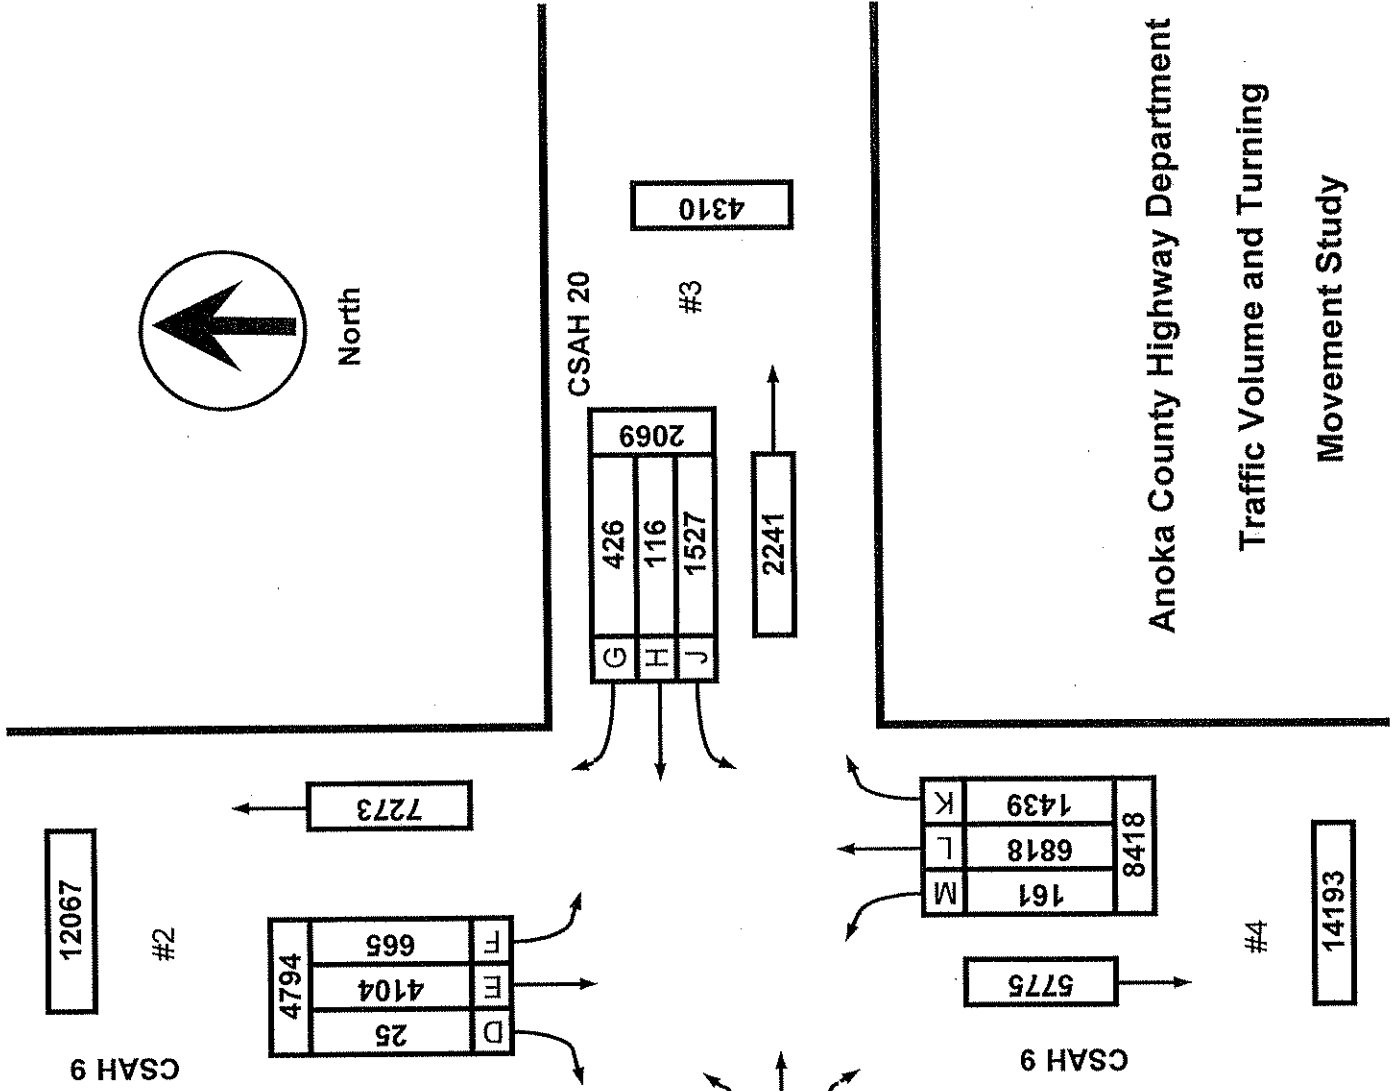 North
CSAH 9
12067
#2
7273
4794
25
4104
665
D
E
F
CSAH 20
G
426
H
116
J
1527
2069
2241
#3
4310
M
L
K
161
6818
1439
8418
5775
CSAH 9
#4
14193
Anoka County Highway Department
Traffic Volume and Turning
Movement Study